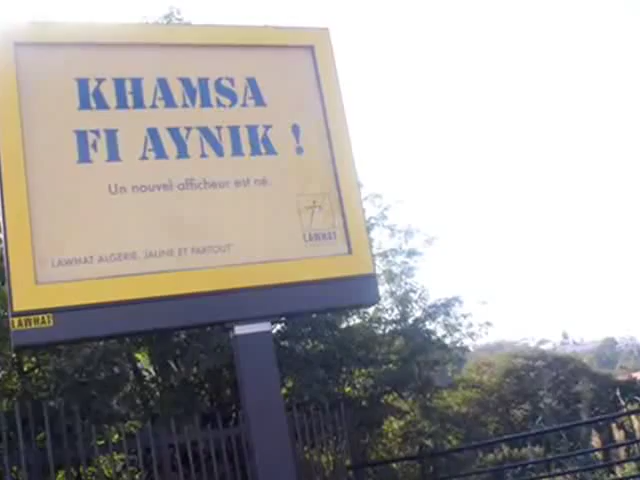 KHAMSA
FI AYNIK !
Un nouvel afficheur est né.
LAWHAT
LAWHAT ALGERIE, JAUNE ET PARTOUT
LAWHAT